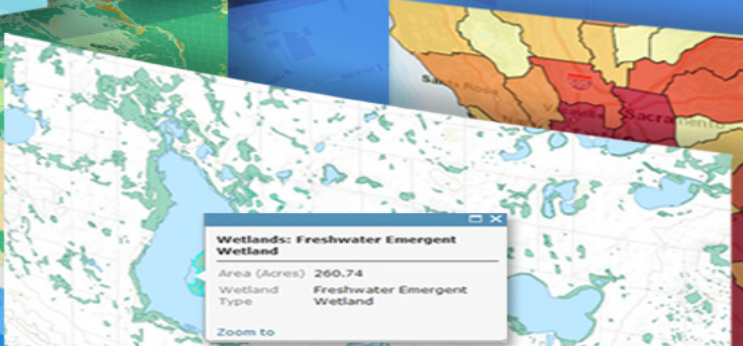 Santa Rosa
Sacramento
Wetlands: Freshwater Emergent
Wetland
Area (Acres) 260.74
Wetland Freshwater Emergent
Type Wetland
Zoom to